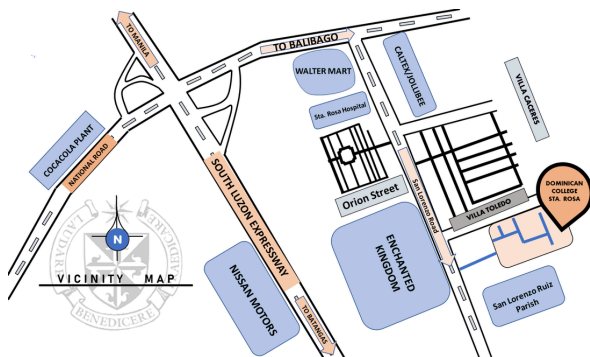 TO MANILA
TO BALIBAGO
WALTER MART
CALTEX/JOLLIBEE
VILLA CACERES
Sta. Rosa Hospital
COCACOLA PLANT
NATIONAL ROAD
SOUTH LUZON EXPRESSWAY
Orion Street
San Lorenzo Road
VILLA TOLEDO
DOMINICAN
COLLEGE
STA. ROSA
ENCHANTED
KINGDOM
N
LAUDARE
BENEDICERE
PRAEDICARE
VICINITY MAP
NISSAN MOTORS
TO BATANGAS
San Lorenzo Ruiz
Parish